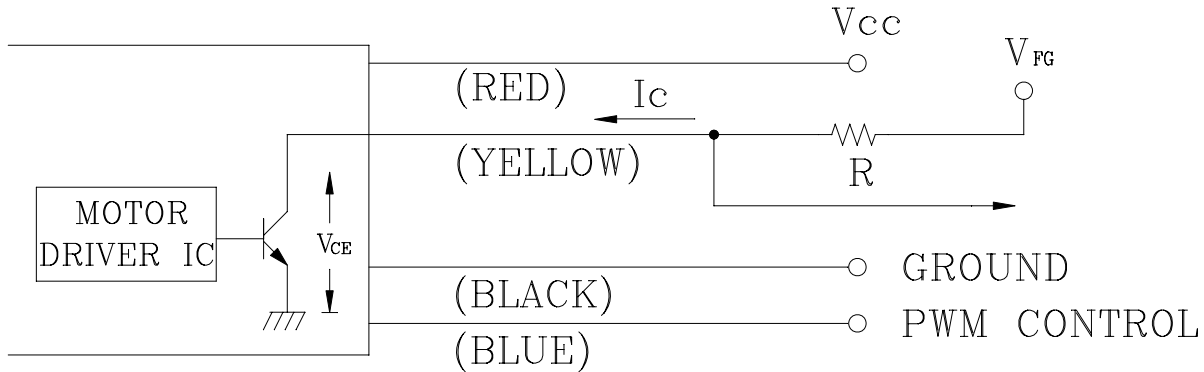 Vcc
VFG
(RED)
Ic
(YELLOW)
R
MOTOR
DRIVER IC
VCE
(BLACK)
GROUND
(BLUE)
PWM CONTROL